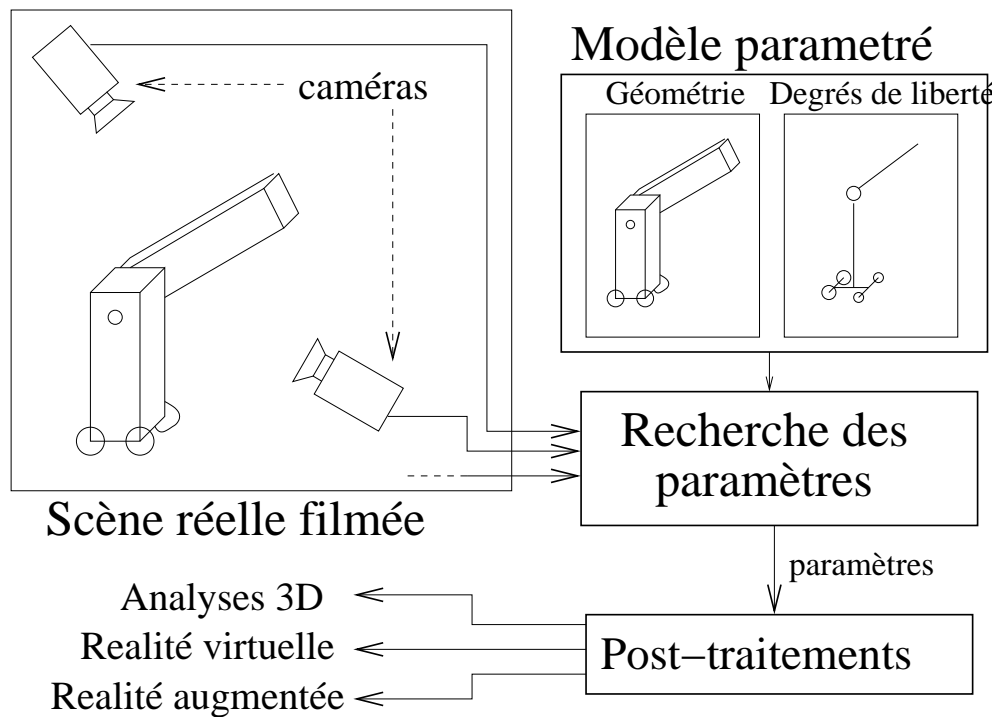 Modèle parametré
caméras
Géométrie
Degrés de liberté
Recherche des
paramètres
Scène réelle filmée
paramètres
Analyses 3D
Realité virtuelle
Post–traitements
Realité augmentée